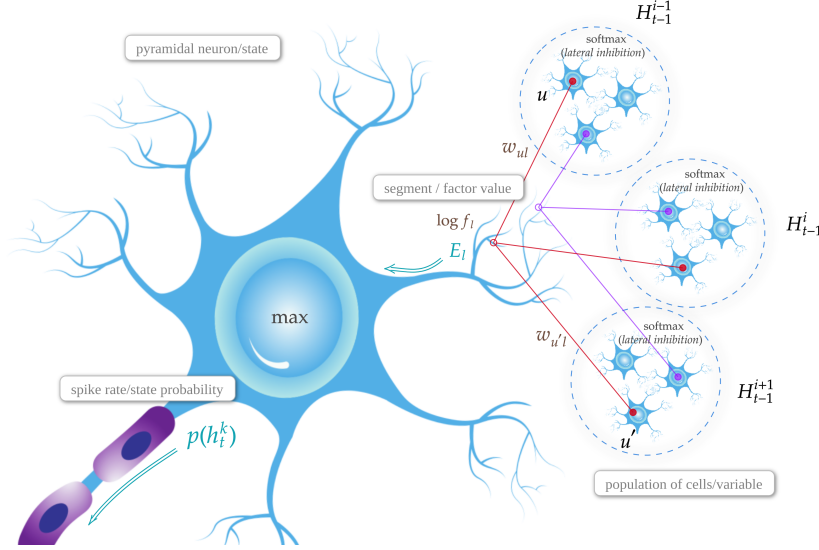 H^{i-1}_{t-1}
pyramidal neuron/state
softmax
(lateral inhibition)
u
w_{ul}
segment / factor value
softmax
(lateral inhibition)
log f_l
H^{i}_{t-1}
E_l
max
softmax
(lateral inhibition)
w_{u'l}
spike rate/state probability
H^{i+1}_{t-1}
p(h^k_t)
u'
population of cells/variable